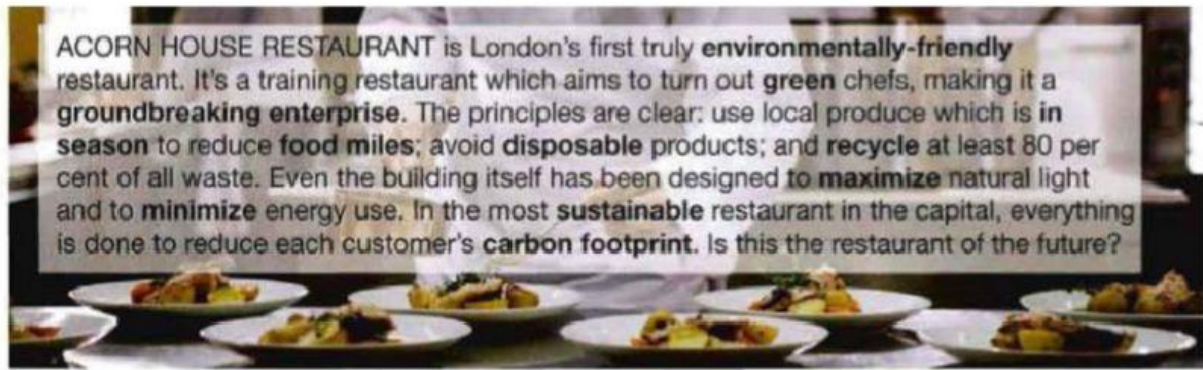 ACORN HOUSE RESTAURANT is London's first truly environmentally-friendly
restaurant. It's a training restaurant which aims to turn out green chefs, making it a
groundbreaking enterprise. The principles are clear: use local produce which is in
season to reduce food miles; avoid disposable products; and recycle at least 80 per
cent of all waste. Even the building itself has been designed to maximize natural light
and to minimize energy use. In the most sustainable restaurant in the capital, everything
is done to reduce each customer's carbon footprint. Is this the restaurant of the future?